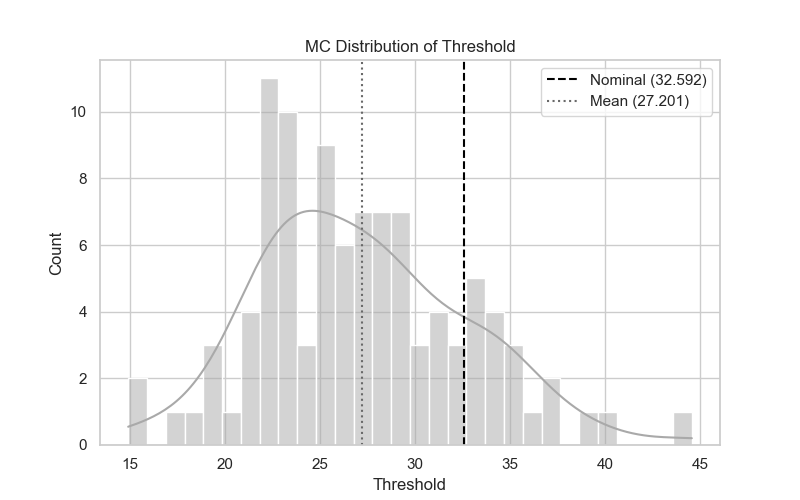 MC Distribution of Threshold
Nominal (32.592)
Mean (27.201)
Count
10
8
6
4
2
0
15 20 25 30 35 40 45
Threshold